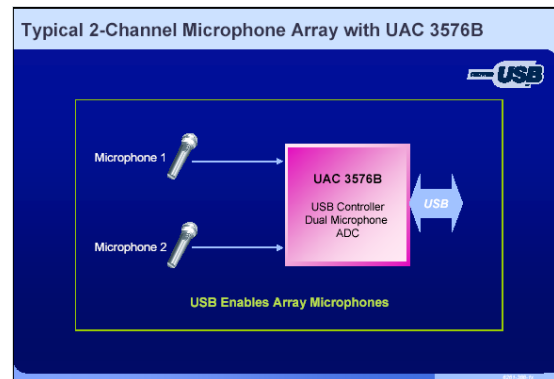 Typical 2-Channel Microphone Array with UAC 3576B
USB
Microphone 1
UAC 3576B
USB Controller
Dual Microphone
ADC
USB
Microphone 2
USB Enables Array Microphones